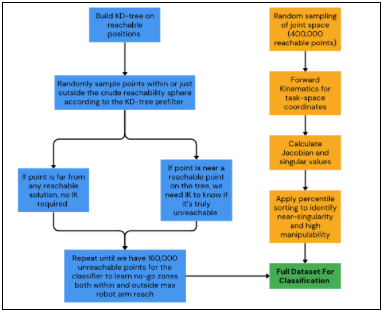 Build KD-tree on
reachable
positions
Randomly sample points within or just
outside the crude reachability sphere
according to the KD-tree prefilter
If point is far from
any reachable
solution, no IK
required
If point is near a
reachable point
on the tree, we
need IK to know if
it's truly
unreachable
Repeat until we have 160,000
unreachable points for the
classifier to learn no-go zones
both within and outside max
robot arm reach
Random sampling
of joint space
(400,000
reachable points)
Forward
Kinematics for
task-space
coordinates
Calculate
Jacobian and
singular values
Apply percentile
sorting to identify
near-singularity
and high
manipulability
Full Dataset For
Classification